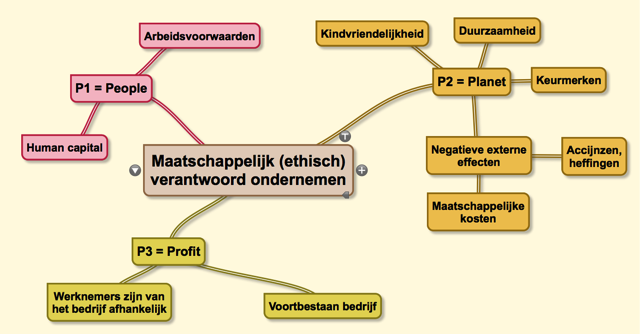 Arbeidsvoorwaarden
P1 = People
Human capital
Maatschappelijk (ethisch)
verantwoord ondernemen
Kindvriendelijkheid
Duurzaamheid
P2 = Planet
Keurmerken
Negatieve externe
effecten
Accijnzen,
heffingen
Maatschappelijke
kosten
P3 = Profit
Werknemers zijn van
het bedrijf afhankelijk
Voortbestaan bedrijf